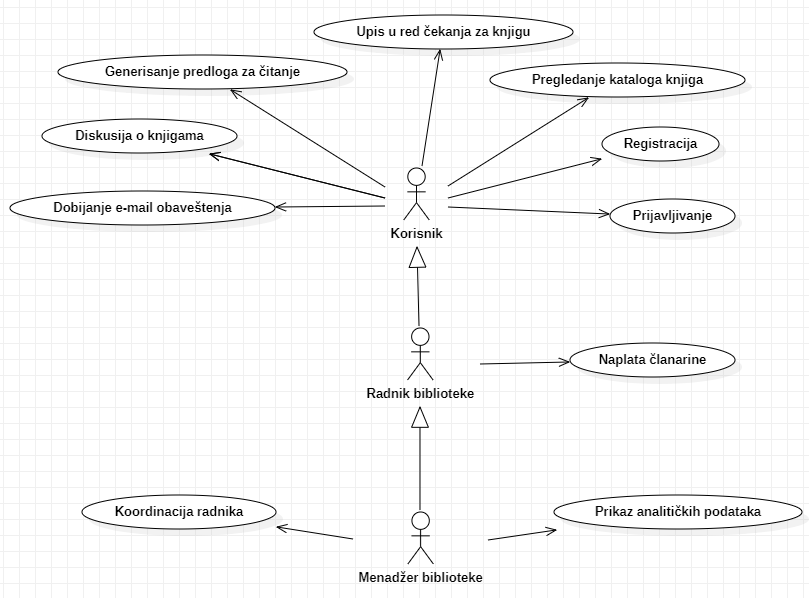 Upis u red čekanja za knjigu
Generisanje predloga za čitanje
Pregledanje kataloga knjiga
Diskusija o knjigama
Registracija
Dobijanje e-mail obaveštenja
Prijavljivanje
Korisnik
Naplata članarine
Radnik biblioteke
Koordinacija radnika
Prikaz analitičkih podataka
Menadžer biblioteke